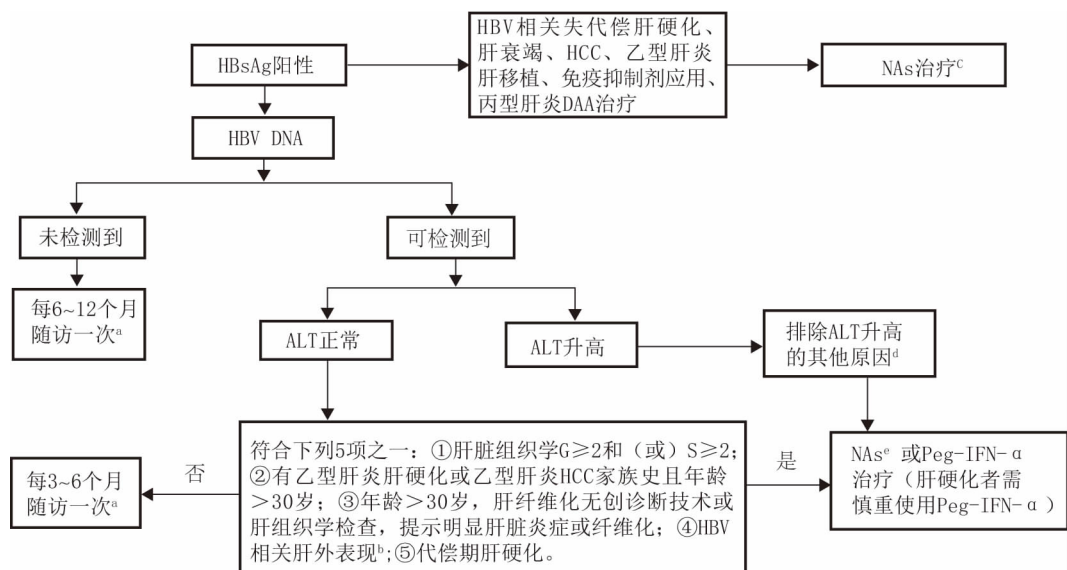 HBsAg阳性
HBV相关失代偿肝硬化、
肝衰竭、HCC、乙型肝炎
肝移植、免疫抑制剂应用、
丙型肝炎DAA治疗
NAs治疗ᶜ
HBV DNA
未检测到
可检测到
每6~12个月
随访一次ᵃ
ALT正常
ALT升高
排除ALT升高
的其他原因ᵈ
符合下列5项之一：①肝脏组织学G≥2和（或）S≥2；
②有乙型肝炎肝硬化或乙型肝炎HCC家族史且年龄
>30岁；③年龄>30岁，肝纤维化无创诊断技术或
肝组织学检查，提示明显肝脏炎症或纤维化；④HBV
相关肝外表现ᵇ;⑤代偿期肝硬化。
否
每3~6个月
随访一次ᵃ
是
NAsᵉ 或Peg-IFN-α
治疗（肝硬化者需
慎重使用Peg-IFN-α）